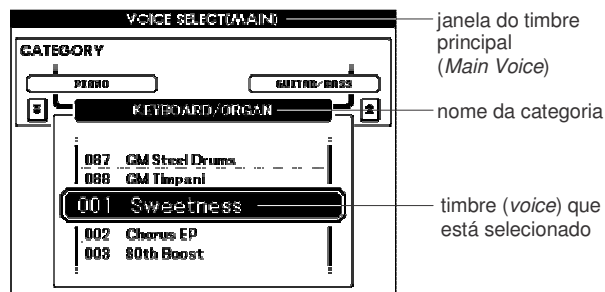 VOICE SELECT(MAIN)
janela do timbre
principal
(Main Voice)
CATEGORY
PIANO
GUITAR/BASS
KEYBOARD/ORGAN
nome da categoria
087 GM Steel Drums
088 GM Timpani
001 Sweetness
timbre (voice) que
está selecionado
002 Chorus EP
003 80th Boost